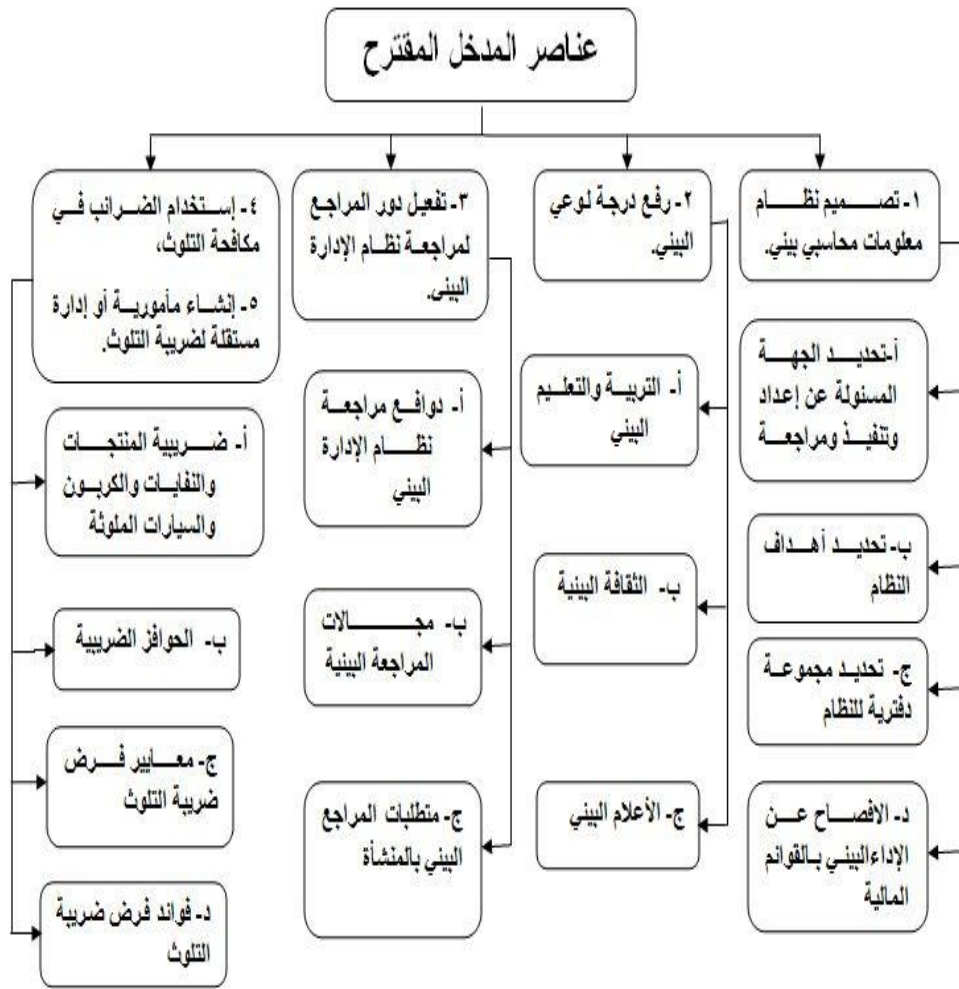 عناصر المدخل المقترح
١- تصميم نظام
معلومات محاسبي بيئي.
أ-تحديد الجهة
المسئولة عن إعداد
وتنفيذ ومراجعة
ب- تحديد أهداف
النظام
ج- تحديد مجموعة
دفترية للنظام
د- الافصاح عن
الإداءالبيئي بالقوائم
المالية
٢- رفع درجة لوعي
البيئي.
أ- التربية والتعليم
البيئي
ب- الثقافة البيئية
ج- الأعلام البيئي
٣- تفعيل دور المراجع
لمراجعة نظام الإدارة
البيئى.
أ- دوافع مراجعة
نظام الإدارة
البيئي
ب- مجالات
المراجعة البيئية
ج- متطلبات المراجع
البيئي بالمنشأة
٤- إستخدام الضرائب في
مكافحة التلوث،
٥- إنشاء مأمورية أو إدارة
مستقلة لضريبة التلوث.
أ- ضريبية المنتجات
والنفايات والكربون
والسيارات الملوثة
ب- الحوافز الضريبية
ج- معايير فرض
ضريبة التلوث
د- فوائد فرض ضريبة
التلوث